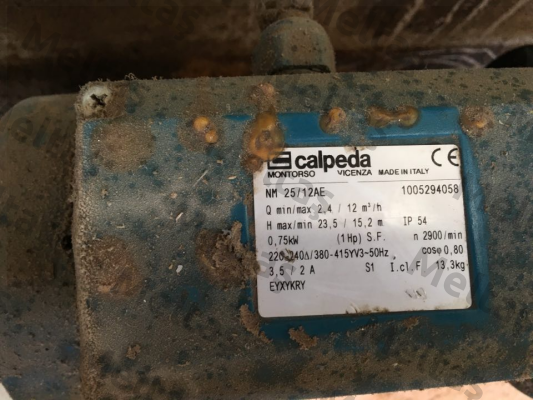 calpeda CE
MONTORSO VICENZA MADE IN ITALY
NM 25/12AE 1005294058
Q min/max 2,4 / 12 m³/h
H max/min 23,5 / 15,2 m IP 54
0,75kW (1Hp) S.F. n 2900/min
220-240Δ/380-415YV3~50Hz cosφ 0,80
3,5 / 2 A S1 I.cl.F 13,3kg
EYXYKRY